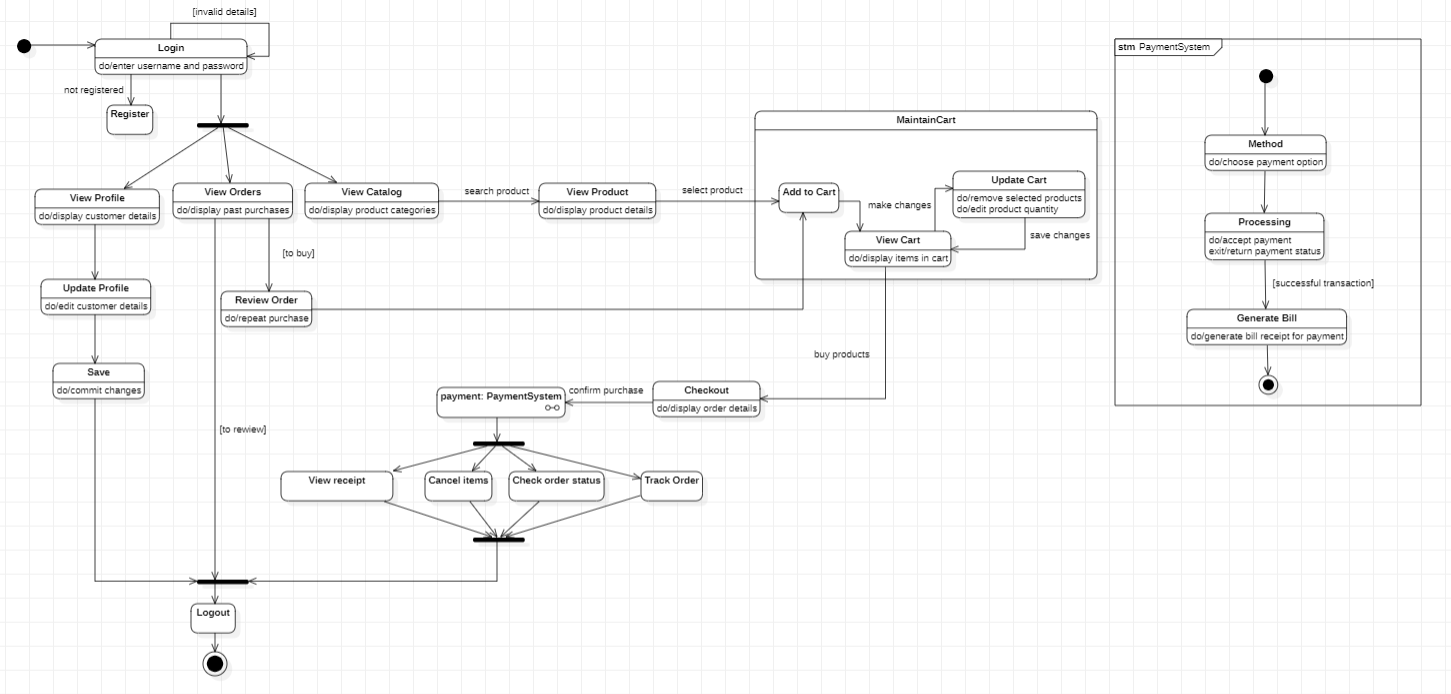 [invalid details]
Login
do/enter username and password
not registered
Register
View Profile
do/display customer details
View Orders
do/display past purchases
View Catalog
do/display product categories
search product
View Product
do/display product details
select product
MaintainCart
Add to Cart
make changes
Update Cart
do/remove selected products
do/edit product quantity
save changes
View Cart
do/display items in cart
[to buy]
Update Profile
do/edit customer details
Review Order
do/repeat purchase
buy products
Save
do/commit changes
payment: PaymentSystem
confirm purchase
Checkout
do/display order details
[to rewiew]
View receipt
Cancel items
Check order status
Track Order
Logout
stm PaymentSystem
Method
do/choose payment option
Processing
do/accept payment
exit/return payment status
[successful transaction]
Generate Bill
do/generate bill receipt for payment